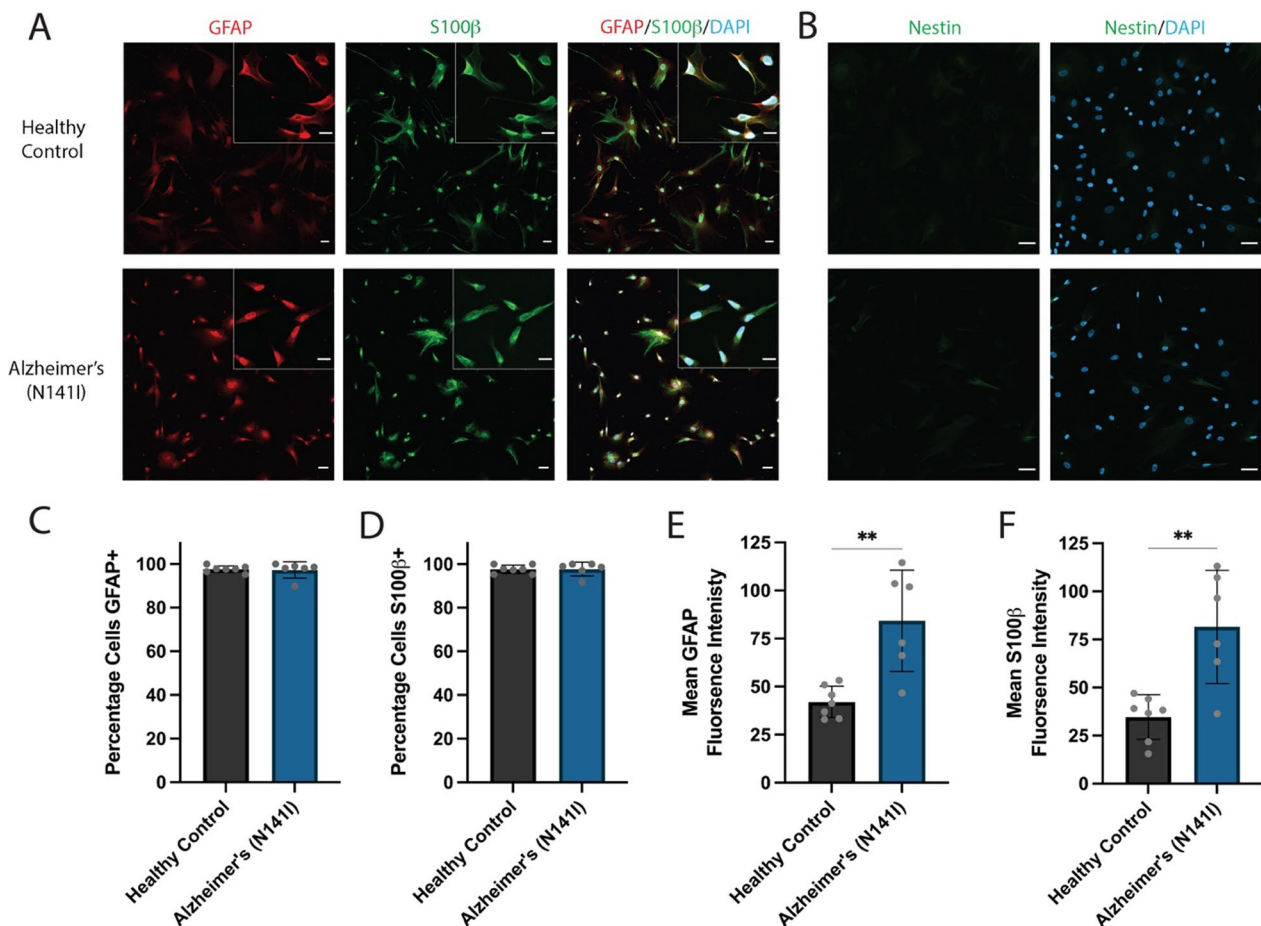 A
GFAP
S100β
GFAP/S100β/DAPI
B
Nestin
Nestin/DAPI
Healthy
Control
Alzheimer's
(N141I)
C
Percentage Cells GFAP+
100
80
60
40
20
0
Healthy Control
Alzheimer's (N141I)
D
Percentage Cells S100β+
100
80
60
40
20
0
Healthy Control
Alzheimer's (N141I)
E
Mean GFAP
Fluorsence Intenisty
125
100
75
50
25
0
**
Healthy Control
Alzheimer's (N141I)
F
Mean S100β
Fluorsence Intensity
125
100
75
50
25
0
**
Healthy Control
Alzheimer's (N141I)